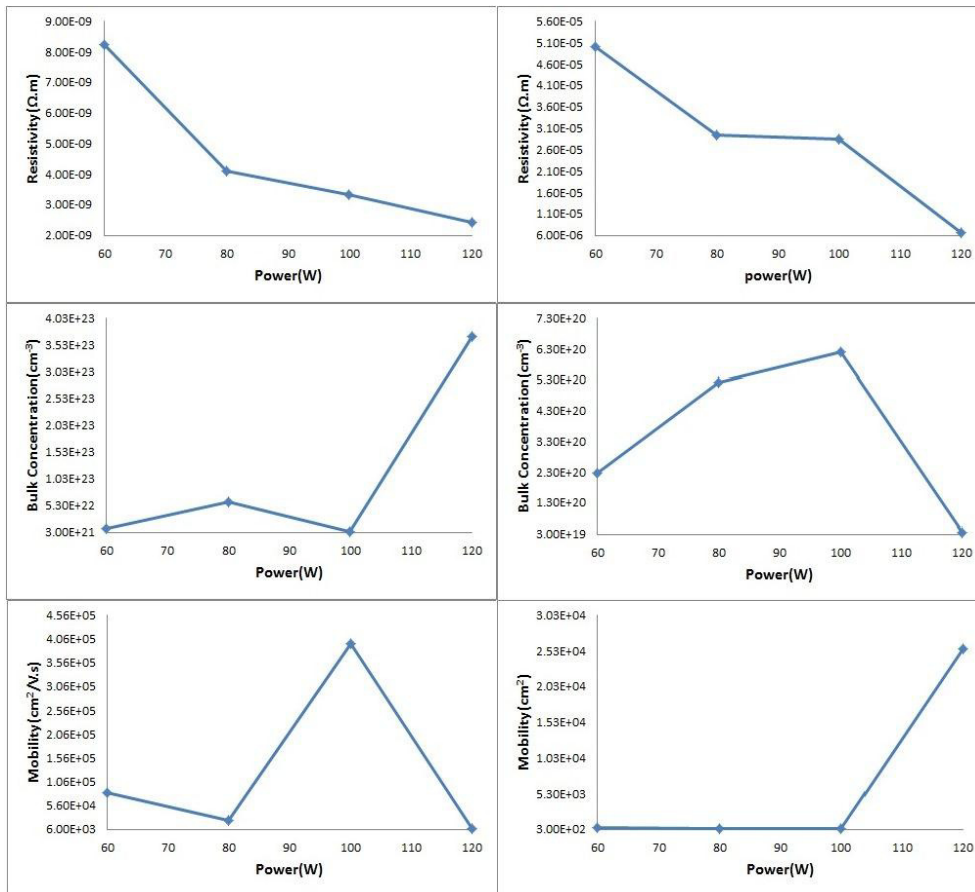 9.00E-09
8.00E-09
7.00E-09
6.00E-09
5.00E-09
4.00E-09
3.00E-09
2.00E-09
Resistivity(Ω.m)
60 70 80 90 100 110 120
Power(W)
5.60E-05
5.10E-05
4.60E-05
4.10E-05
3.60E-05
3.10E-05
2.60E-05
2.10E-05
1.60E-05
1.10E-05
6.00E-06
Resistivity(Ω.m)
60 70 80 90 100 110 120
power(W)
4.03E+23
3.53E+23
3.03E+23
2.53E+23
2.03E+23
1.53E+23
1.03E+23
5.30E+22
3.00E+21
Bulk Concentration(cm⁻³)
60 70 80 90 100 110 120
Power(W)
7.30E+20
6.30E+20
5.30E+20
4.30E+20
3.30E+20
2.30E+20
1.30E+20
3.00E+19
Bulk Concentration(cm⁻³)
60 70 80 90 100 110 120
Power(W)
4.56E+05
4.06E+05
3.56E+05
3.06E+05
2.56E+05
2.06E+05
1.56E+05
1.06E+05
5.60E+04
6.00E+03
Mobility(cm²/V.s)
60 70 80 90 100 110 120
Power(W)
3.03E+04
2.53E+04
2.03E+04
1.53E+04
1.03E+04
5.30E+03
3.00E+02
Mobility(cm²)
60 70 80 90 100 110 120
Power(W)